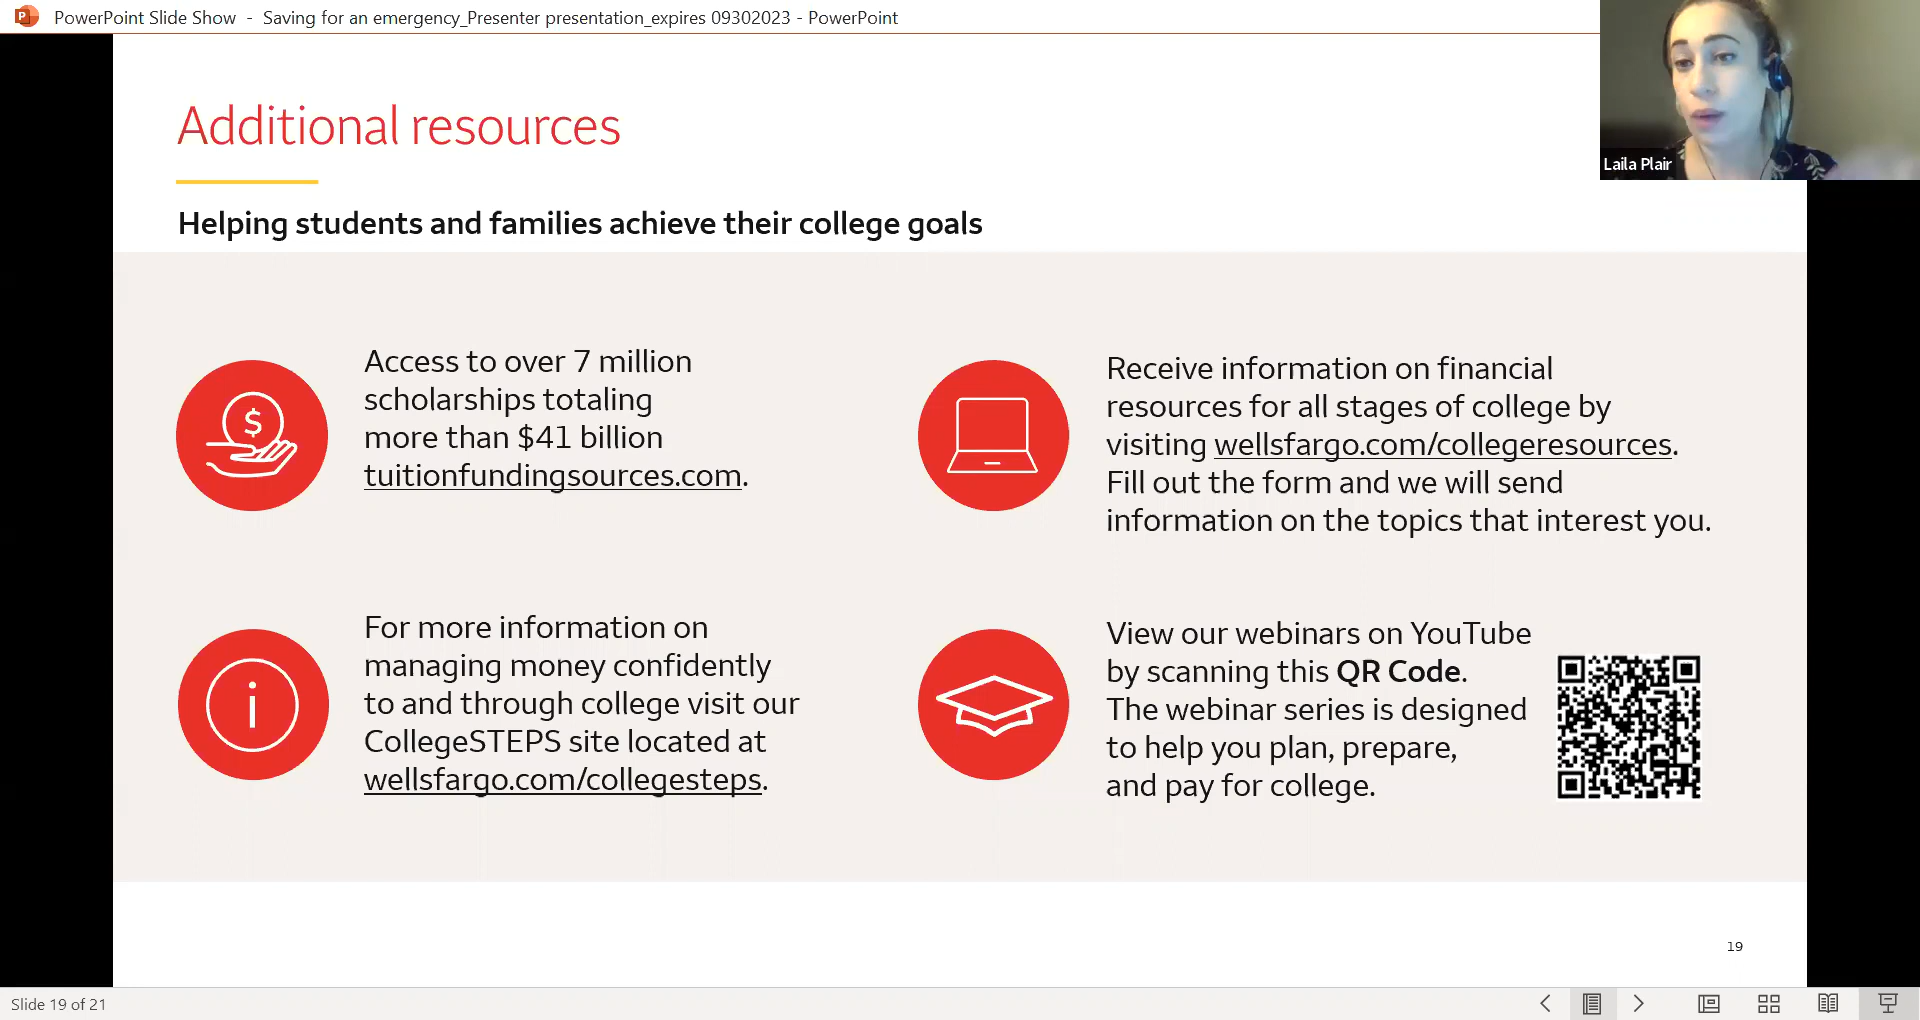 PowerPoint Slide Show - Saving for an emergency_Presenter presentation_expires 09302023 - PowerPoint
Laila Plair
Additional resources
Helping students and families achieve their college goals
$
Access to over 7 million
scholarships totaling
more than $41 billion
tuitionfundingsources.com.
Receive information on financial
resources for all stages of college by
visiting wellsfargo.com/collegeresources.
Fill out the form and we will send
information on the topics that interest you.
i
For more information on
managing money confidently
to and through college visit our
CollegeSTEPS site located at
wellsfargo.com/collegesteps.
View our webinars on YouTube
by scanning this QR Code.
The webinar series is designed
to help you plan, prepare,
and pay for college.
19
Slide 19 of 21